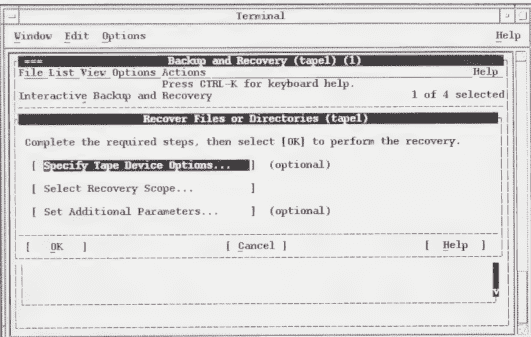 Terminal
Window Edit Options Help
=== Backup and Recovery (tape1) (1)
File List View Options Actions Help
Press CTRL-K for keyboard help.
Interactive Backup and Recovery 1 of 4 selected
Recover Files or Directories (tape1)
Complete the required steps, then select [OK] to perform the recovery.
[ Specify Tape Device Options... ] (optional)
[ Select Recovery Scope... ]
[ Set Additional Parameters... ] (optional)
[ OK ] [ Cancel ] [ Help ]
v